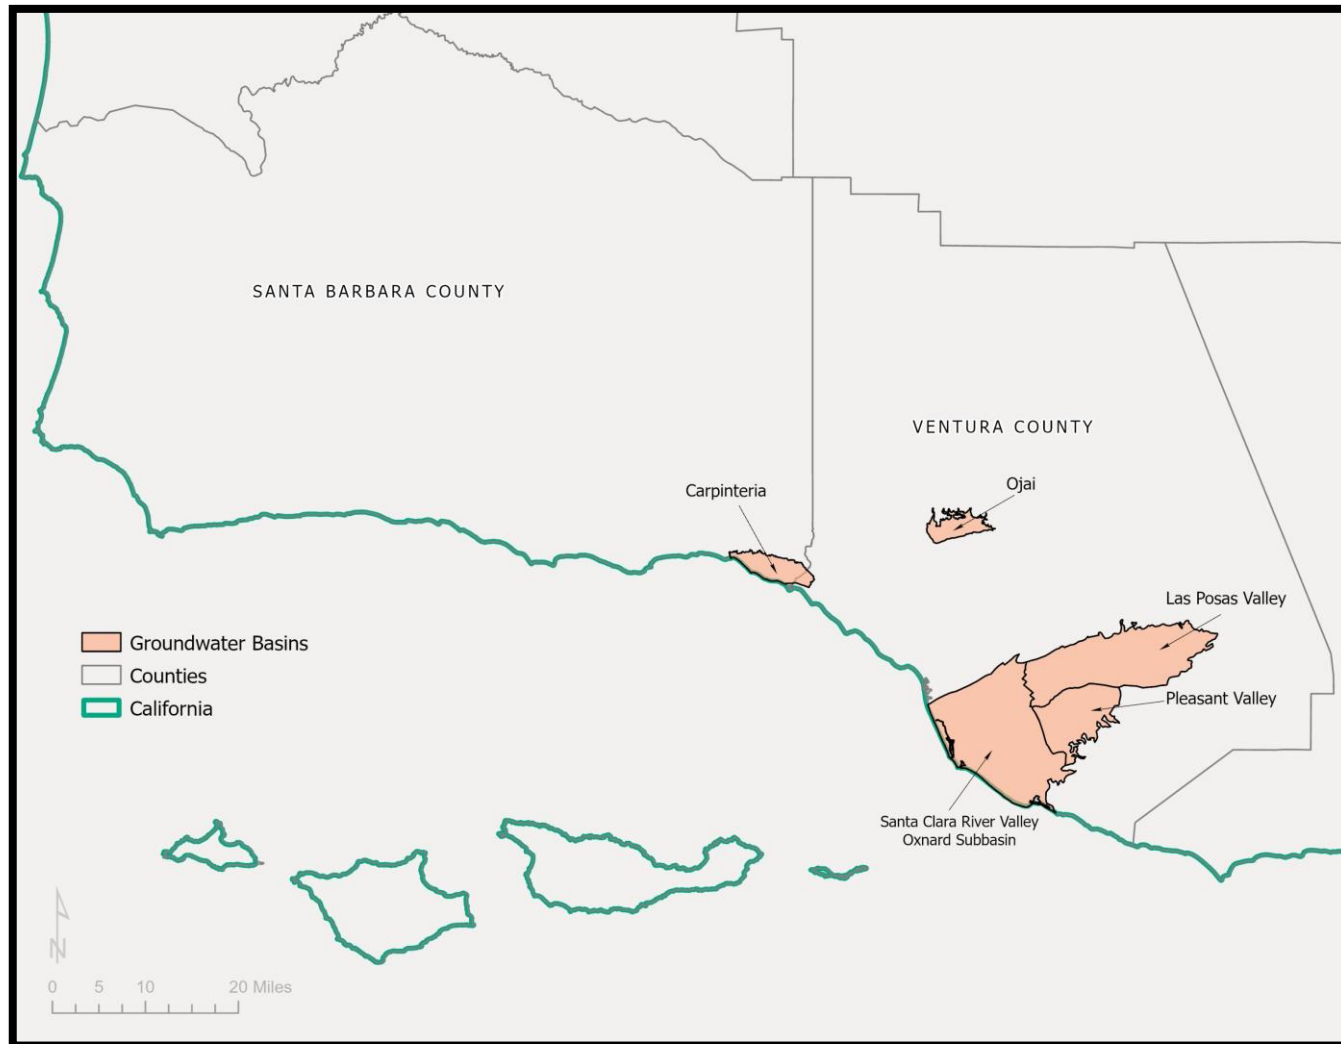 SANTA BARBARA COUNTY
VENTURA COUNTY
Carpinteria
Ojai
Las Posas Valley
Pleasant Valley
Santa Clara River Valley
Oxnard Subbasin
Groundwater Basins
Counties
California
N
0 5 10 20 Miles